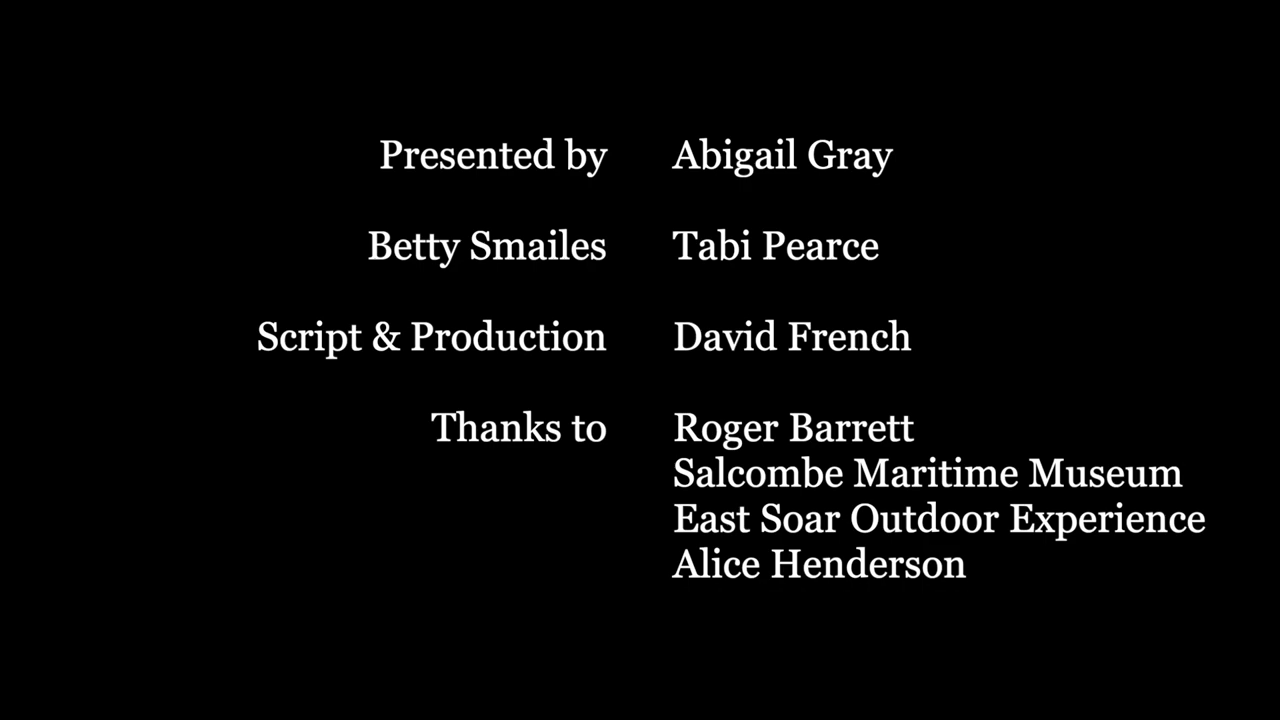 Presented by Abigail Gray
Betty Smailes Tabi Pearce
Script & Production David French
Thanks to Roger Barrett
Salcombe Maritime Museum
East Soar Outdoor Experience
Alice Henderson